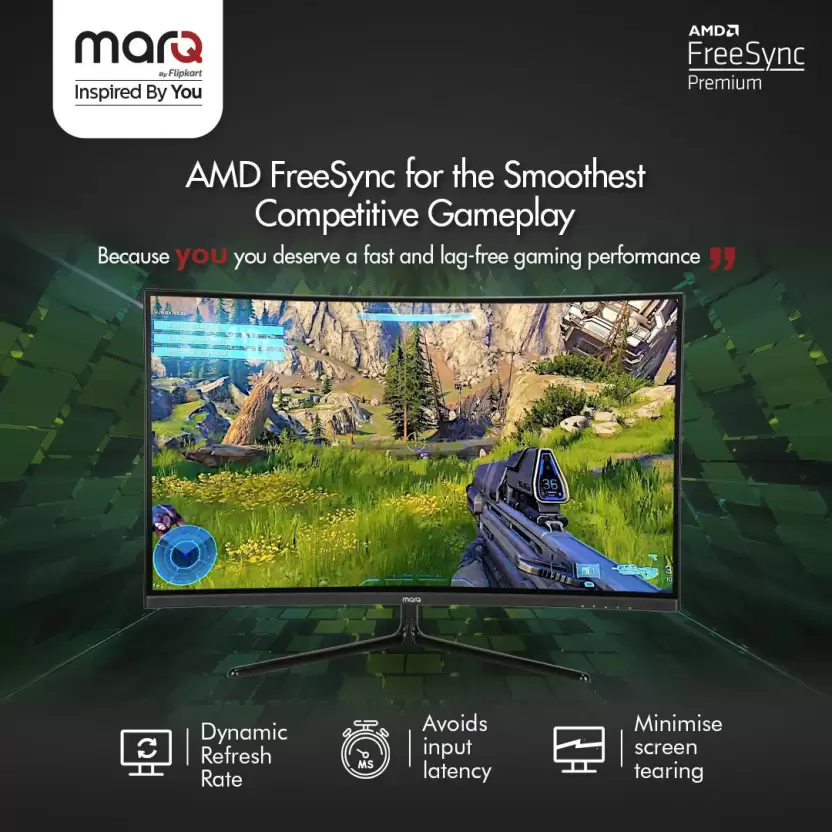 marQ
By Flipkart
Inspired By You
AMD
FreeSync
Premium
AMD FreeSync for the Smoothest
Competitive Gameplay
Because you you deserve a fast and lag-free gaming performance ”
36
marQ
Dynamic
Refresh
Rate
MS
Avoids
input
latency
Minimise
screen
tearing